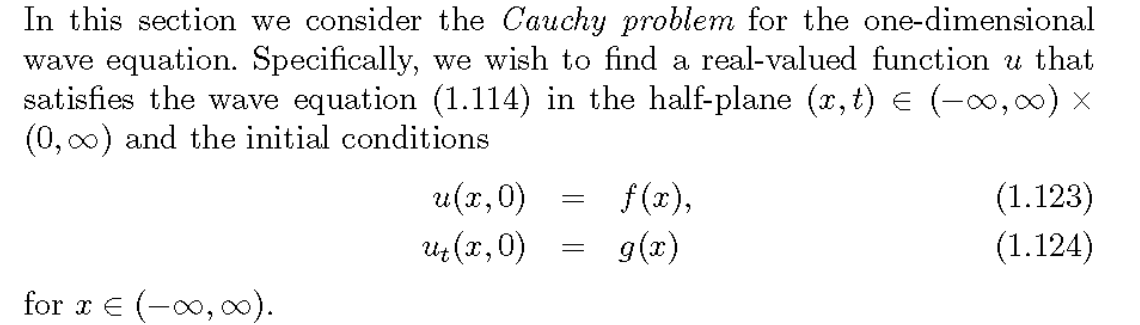 In this section we consider the Cauchy problem for the one-dimensional
wave equation. Specifically, we wish to find a real-valued function u that
satisfies the wave equation (1.114) in the half-plane (x, t) ∈ (−∞, ∞) ×
(0, ∞) and the initial conditions
u(x, 0) = f(x), (1.123)
uₜ(x, 0) = g(x) (1.124)
for x ∈ (−∞, ∞).